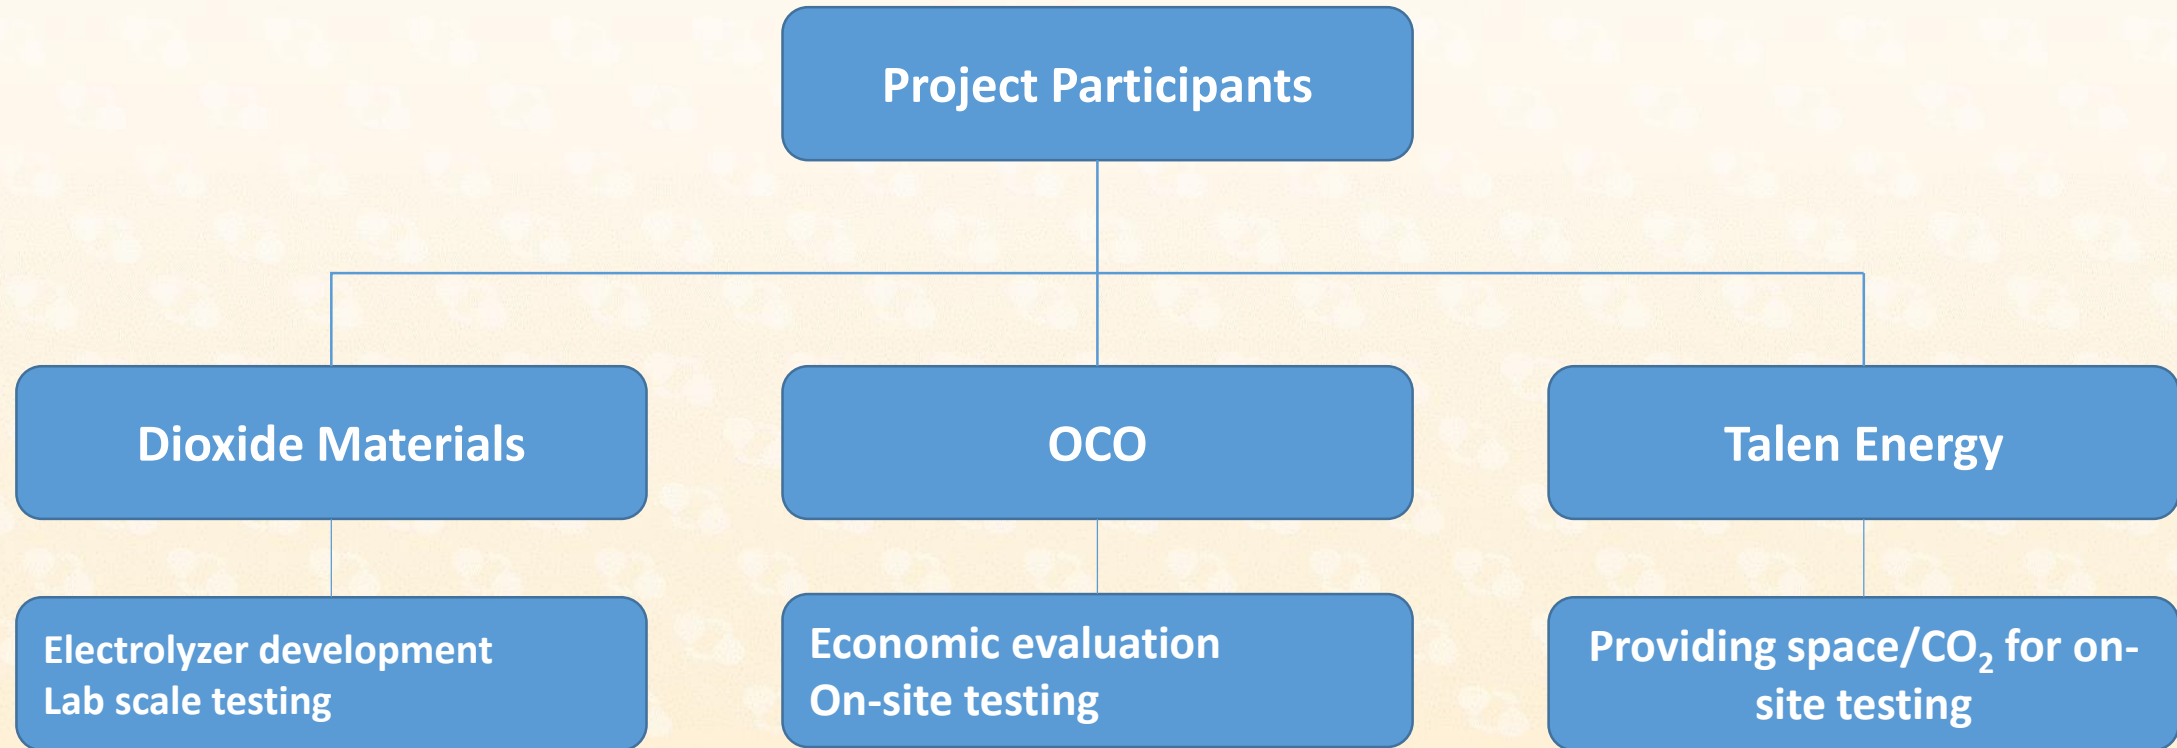 Project Participants
Dioxide Materials
OCO
Talen Energy
Electrolyzer development
Lab scale testing
Economic evaluation
On-site testing
Providing space/CO₂ for on-
site testing